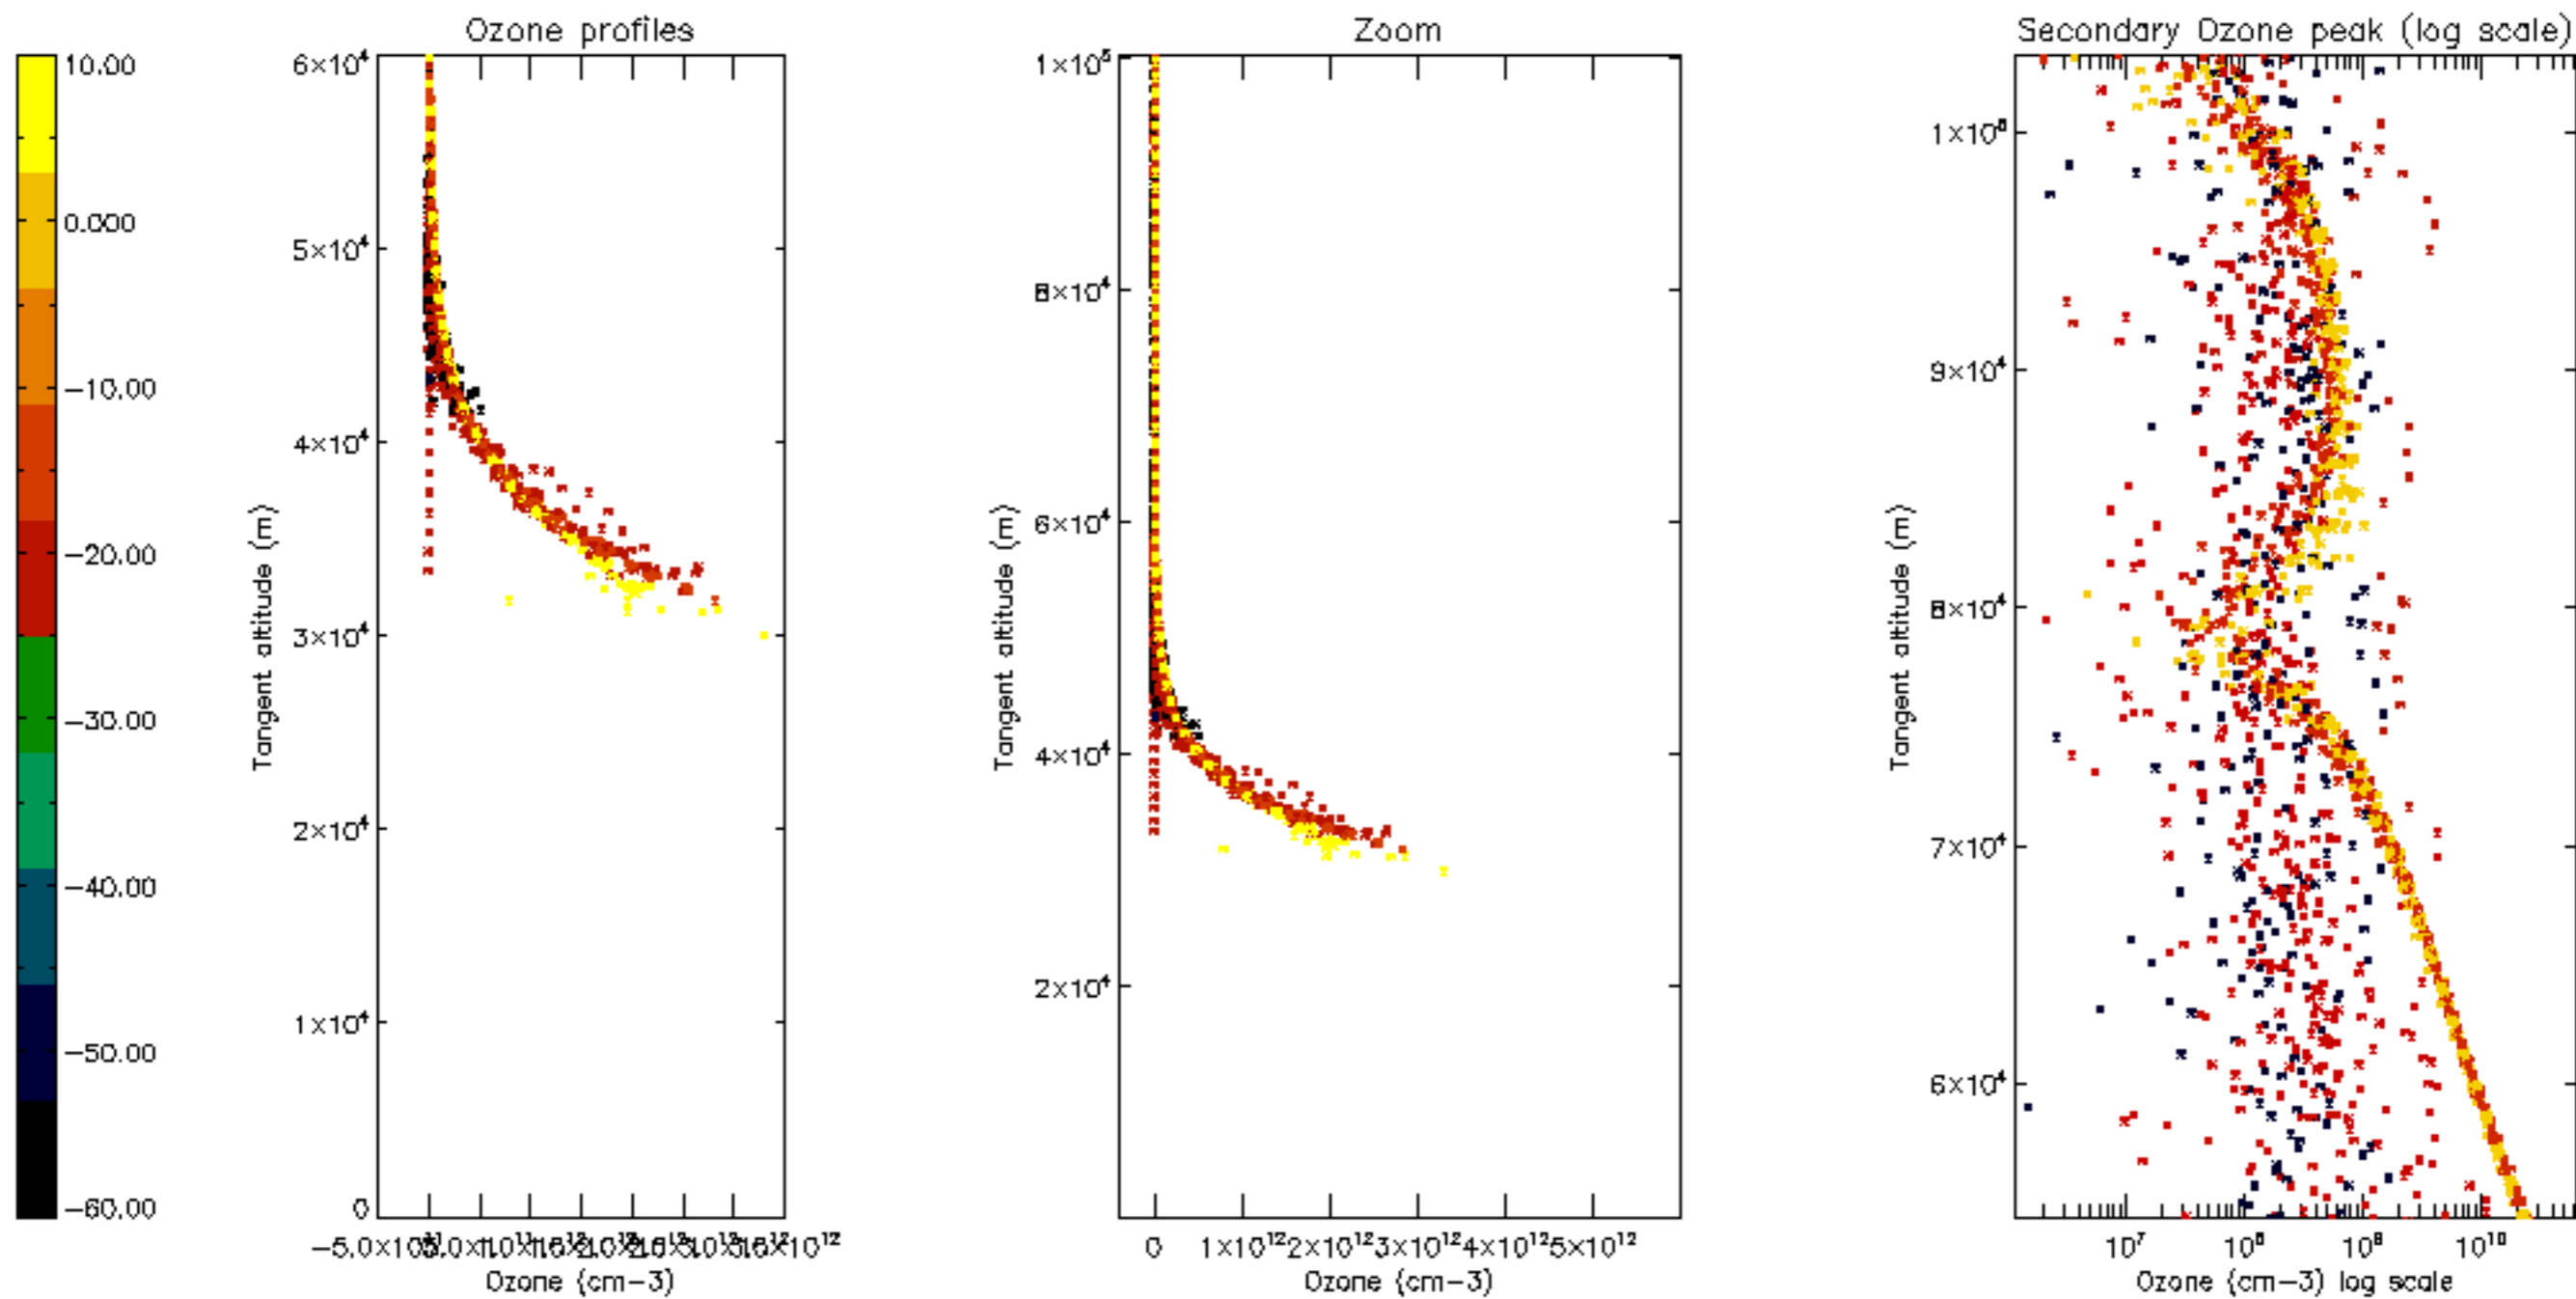 Ozone profiles
Zoom
Secondary Ozone peak (log scale)
10.00
0.000
−10.00
−20.00
−30.00
−40.00
−50.00
−60.00
6×10⁴
5×10⁴
4×10⁴
3×10⁴
2×10⁴
1×10⁴
0
Tangent altitude (m)
Ozone (cm−3)
1×10⁵
8×10⁴
6×10⁴
4×10⁴
2×10⁴
Tangent altitude (m)
0 1×10¹² 2×10¹² 3×10¹² 4×10¹² 5×10¹²
Ozone (cm−3)
9×10⁴
8×10⁴
7×10⁴
6×10⁴
Tangent altitude (m)
10⁷ 10⁸ 10⁹ 10¹⁰
Ozone (cm−3) log scale